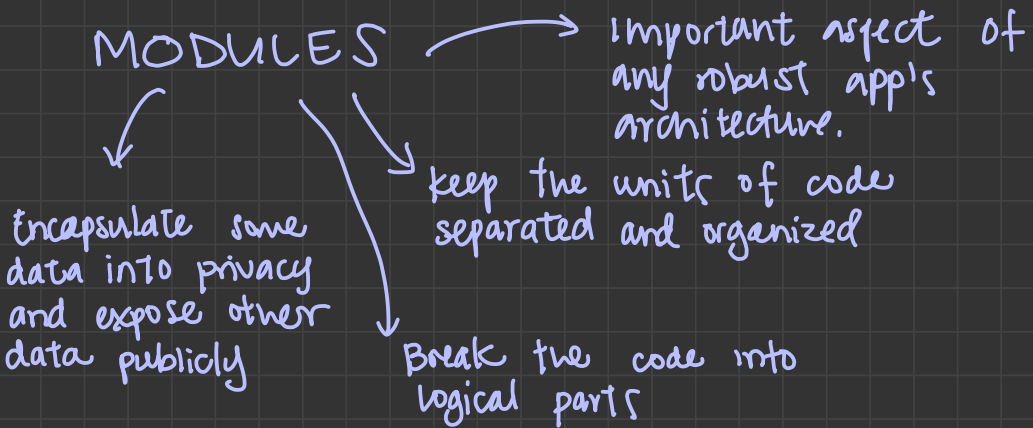 MODULES
Important aspect of
any robust app's
architecture.
Keep the units of code
separated and organized
Encapsulate some
data into privacy
and expose other
data publicly
Break the code into
logical parts